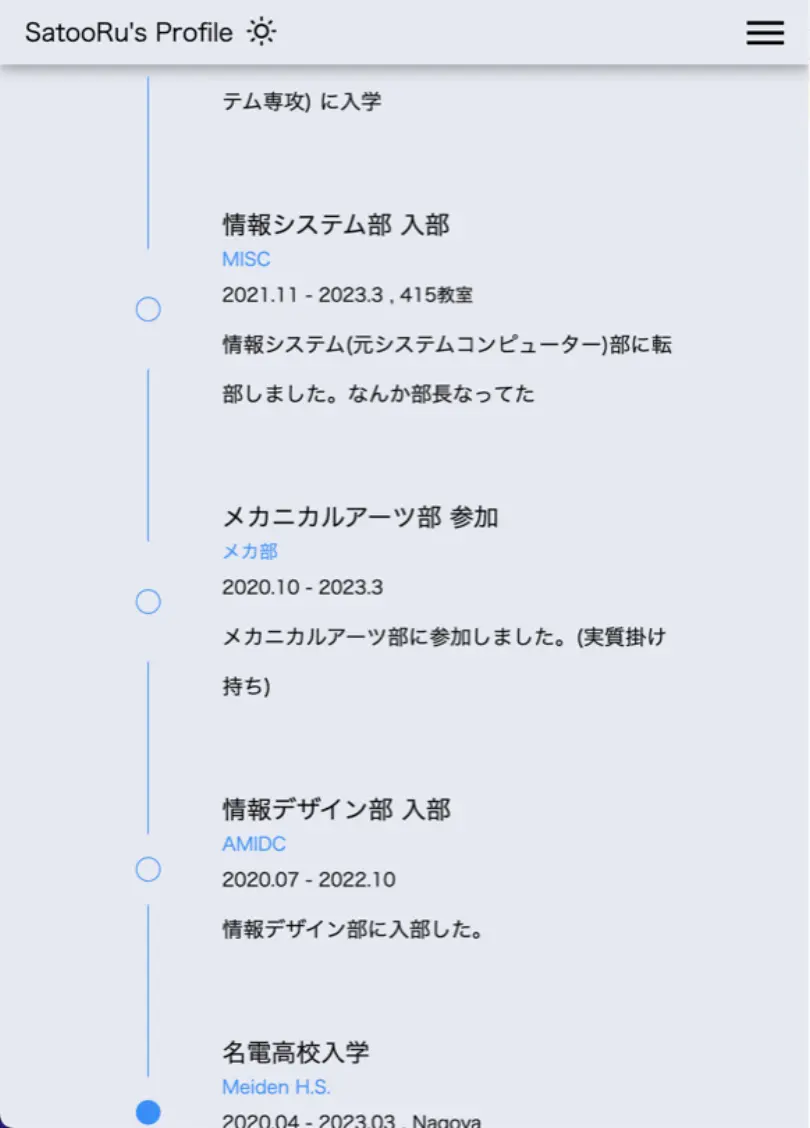 SatooRu's Profile
テム専攻) に入学
情報システム部 入部
MISC
2021.11 - 2023.3 , 415教室
情報システム(元システムコンピューター)部に転
部しました。なんか部長なってた
メカニカルアーツ部 参加
メカ部
2020.10 - 2023.3
メカニカルアーツ部に参加しました。(実質掛け
持ち)
情報デザイン部 入部
AMIDC
2020.07 - 2022.10
情報デザイン部に入部した。
名電高校入学
Meiden H.S.
2020.04 - 2023.03 , Nagoya